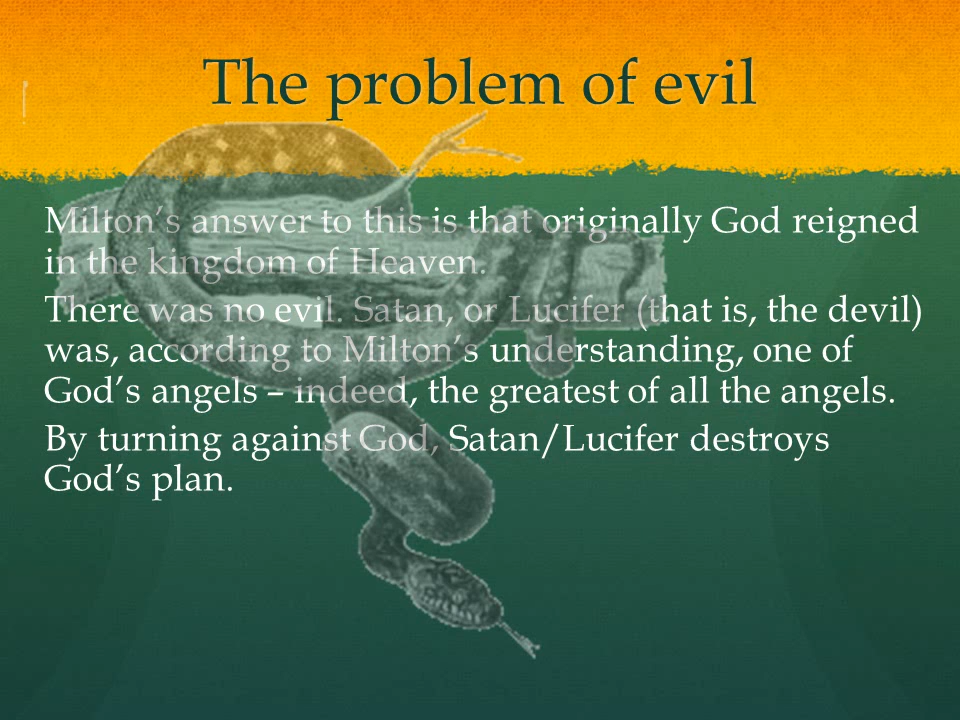 The problem of evil
Milton’s answer to this is that originally God reigned
in the kingdom of Heaven.
There was no evil. Satan, or Lucifer (that is, the devil)
was, according to Milton’s understanding, one of
God’s angels – indeed, the greatest of all the angels.
By turning against God, Satan/Lucifer destroys
God’s plan.